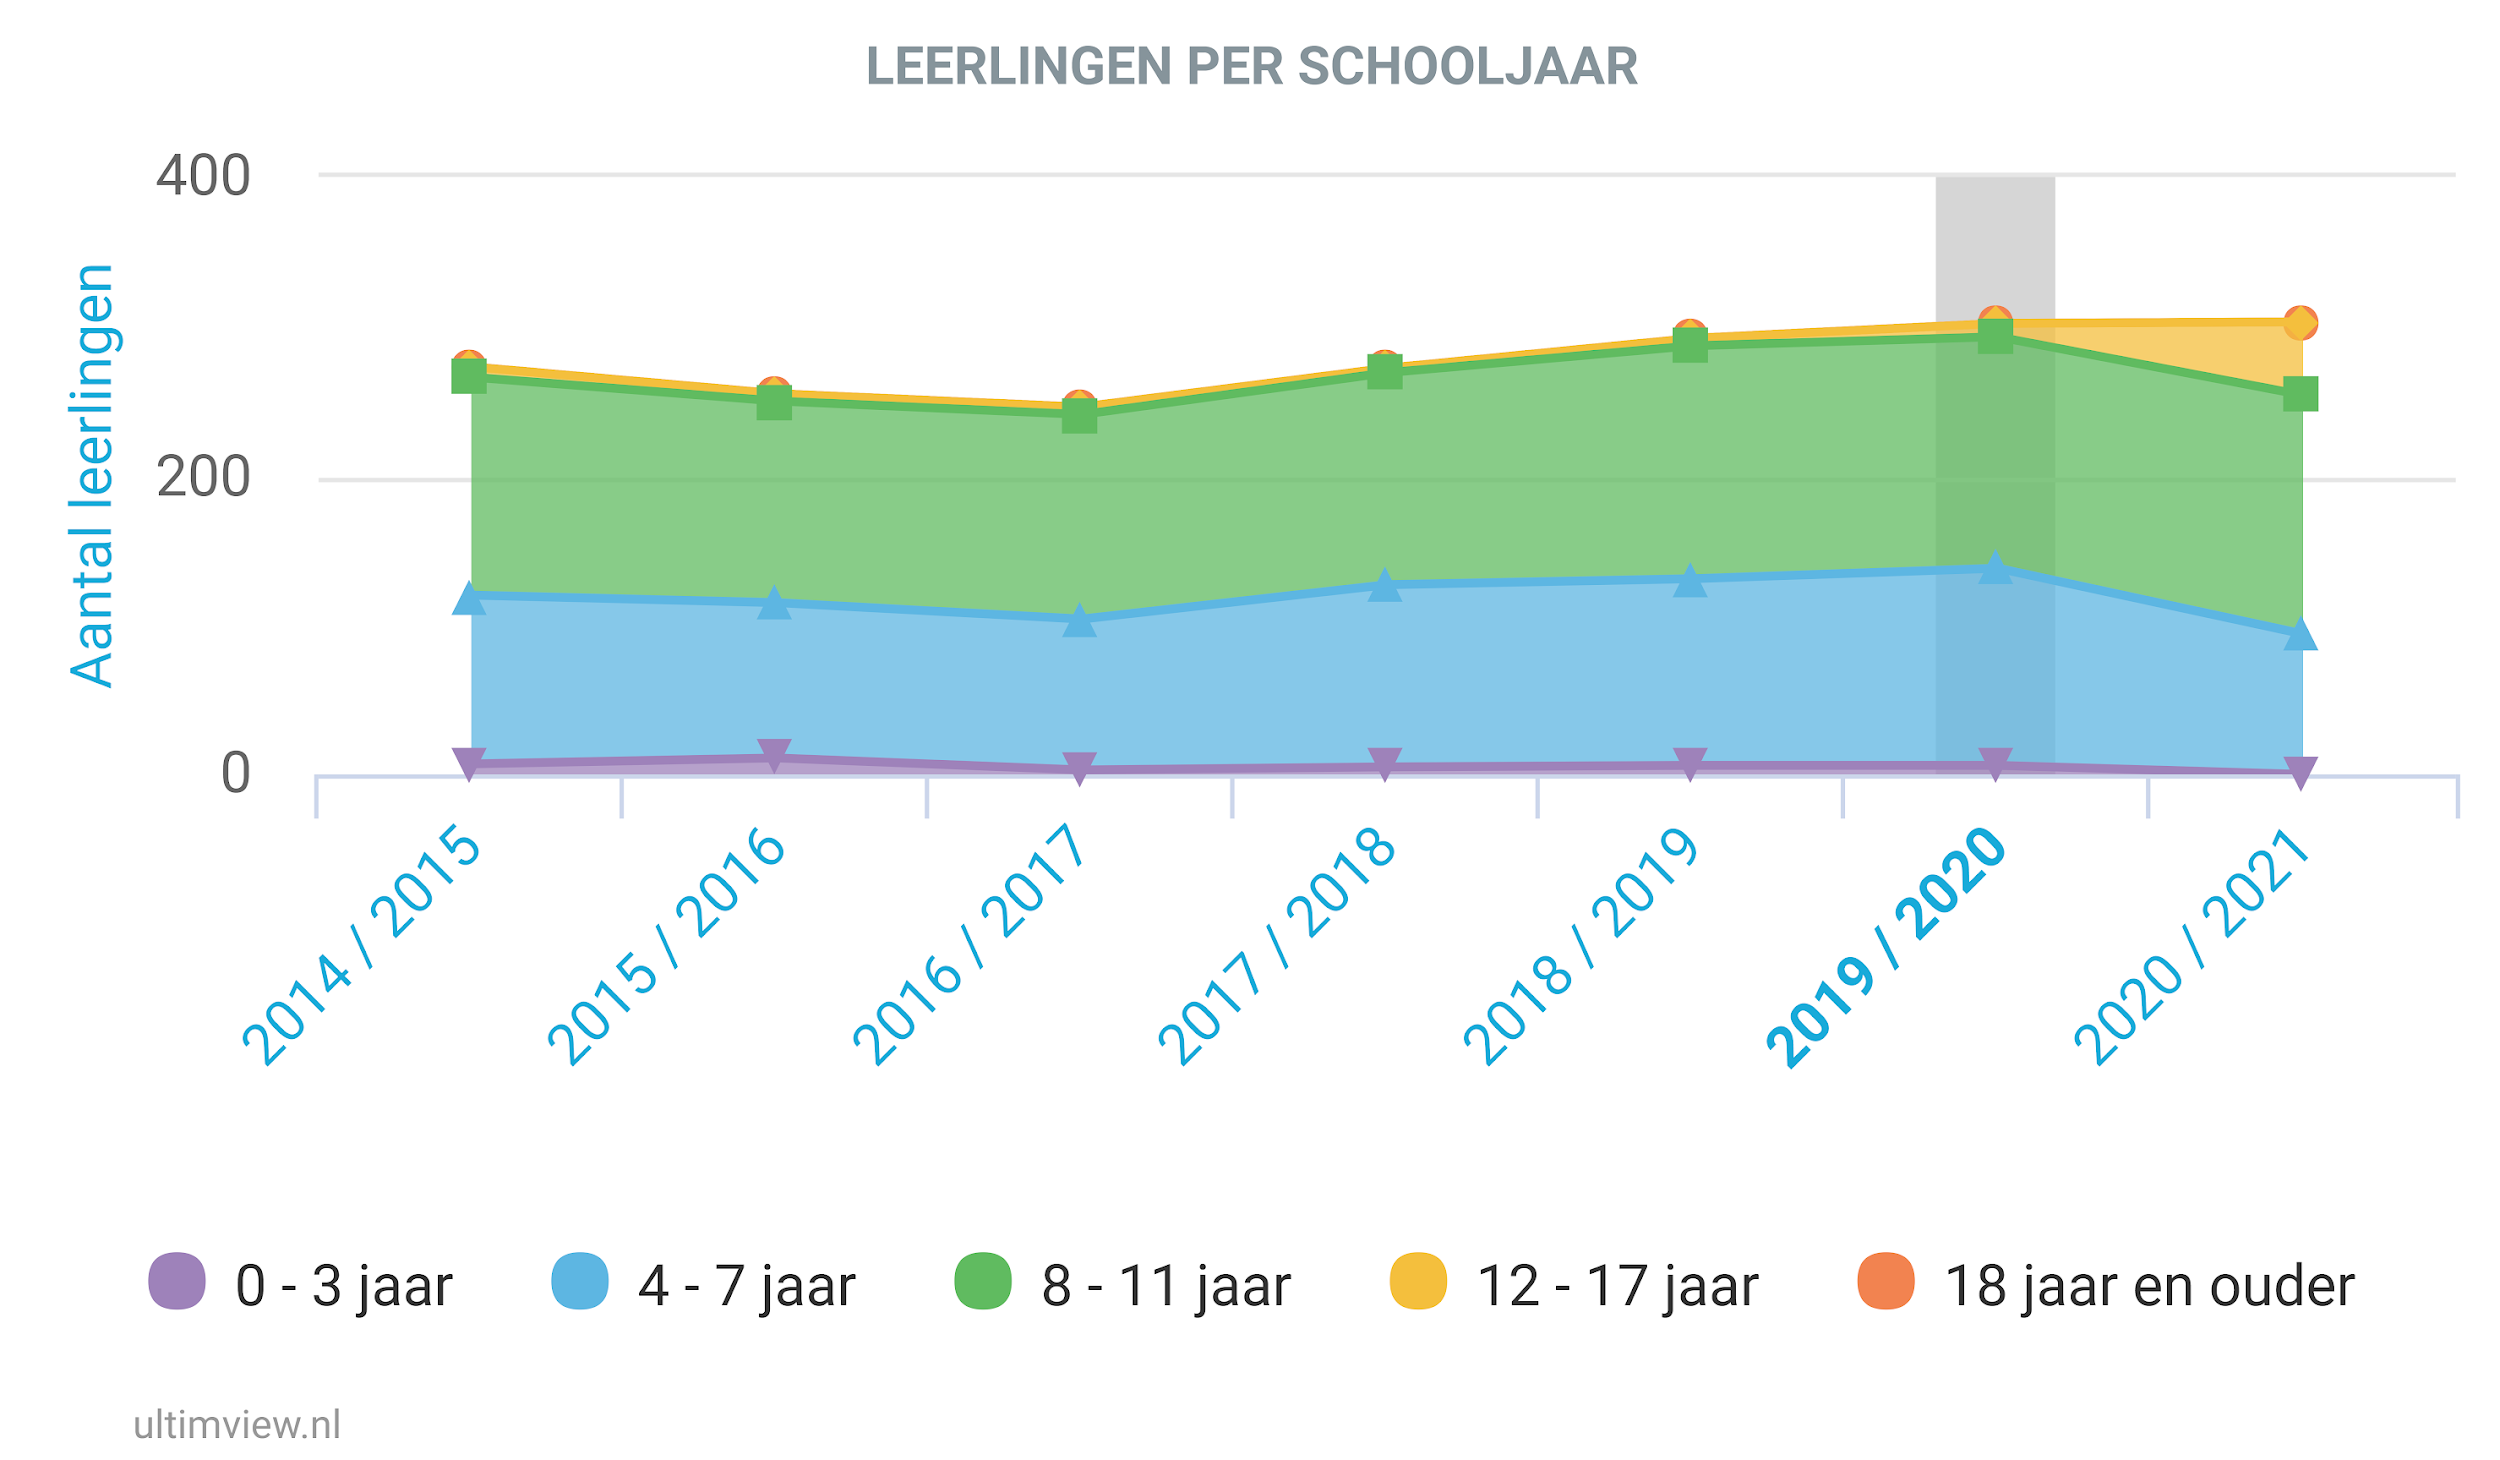 LEERLINGEN PER SCHOOLJAAR
400
200
0
Aantal leerlingen
2014 / 2015
2015 / 2016
2016 / 2017
2017 / 2018
2018 / 2019
2019 / 2020
2020 / 2021
0 - 3 jaar
4 - 7 jaar
8 - 11 jaar
12 - 17 jaar
18 jaar en ouder
ultimview.nl